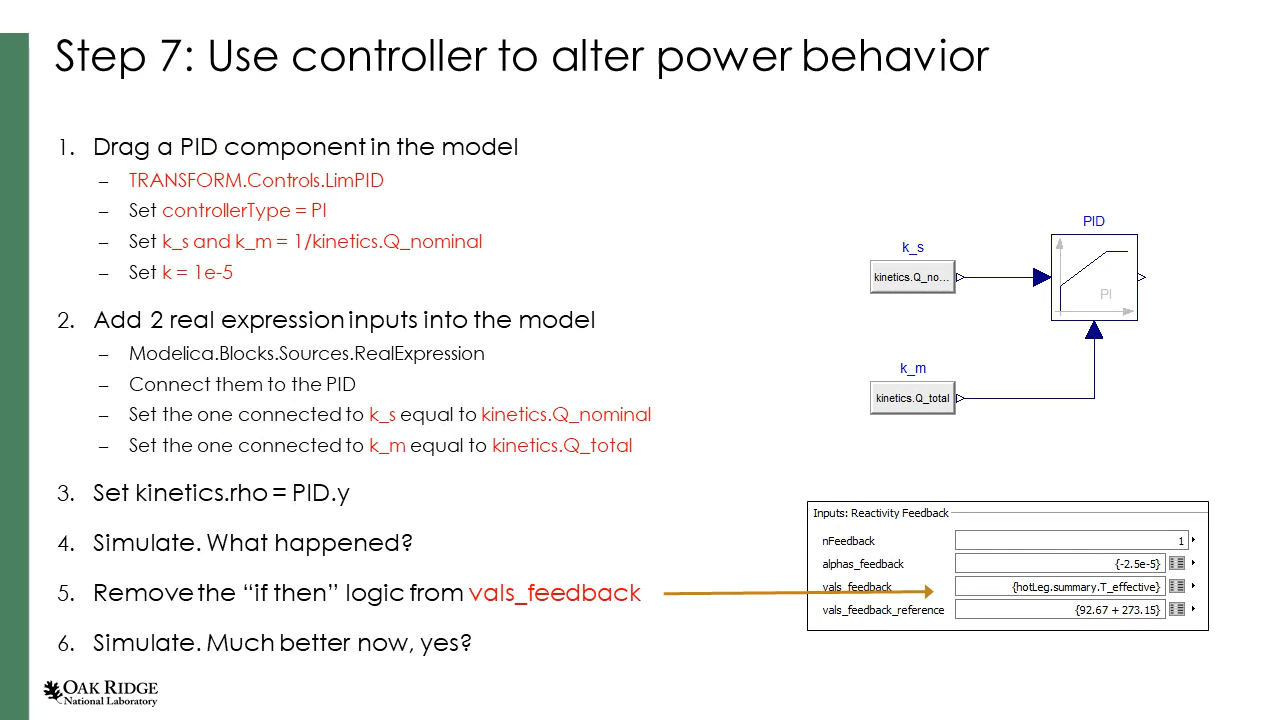 Step 7: Use controller to alter power behavior
1. Drag a PID component in the model
– TRANSFORM.Controls.LimPID
– Set controllerType = PI
– Set k_s and k_m = 1/kinetics.Q_nominal
– Set k = 1e-5
2. Add 2 real expression inputs into the model
– Modelica.Blocks.Sources.RealExpression
– Connect them to the PID
– Set the one connected to k_s equal to kinetics.Q_nominal
– Set the one connected to k_m equal to kinetics.Q_total
3. Set kinetics.rho = PID.y
4. Simulate. What happened?
5. Remove the “if then” logic from vals_feedback
6. Simulate. Much better now, yes?
PID
k_s
kinetics.Q_no...
PI
k_m
kinetics.Q_total
Inputs: Reactivity Feedback
nFeedback 1
alphas_feedback {-2.5e-5}
vals_feedback {hotLeg.summary.T_effective}
vals_feedback_reference {92.67 + 273.15}
OAK RIDGE
National Laboratory